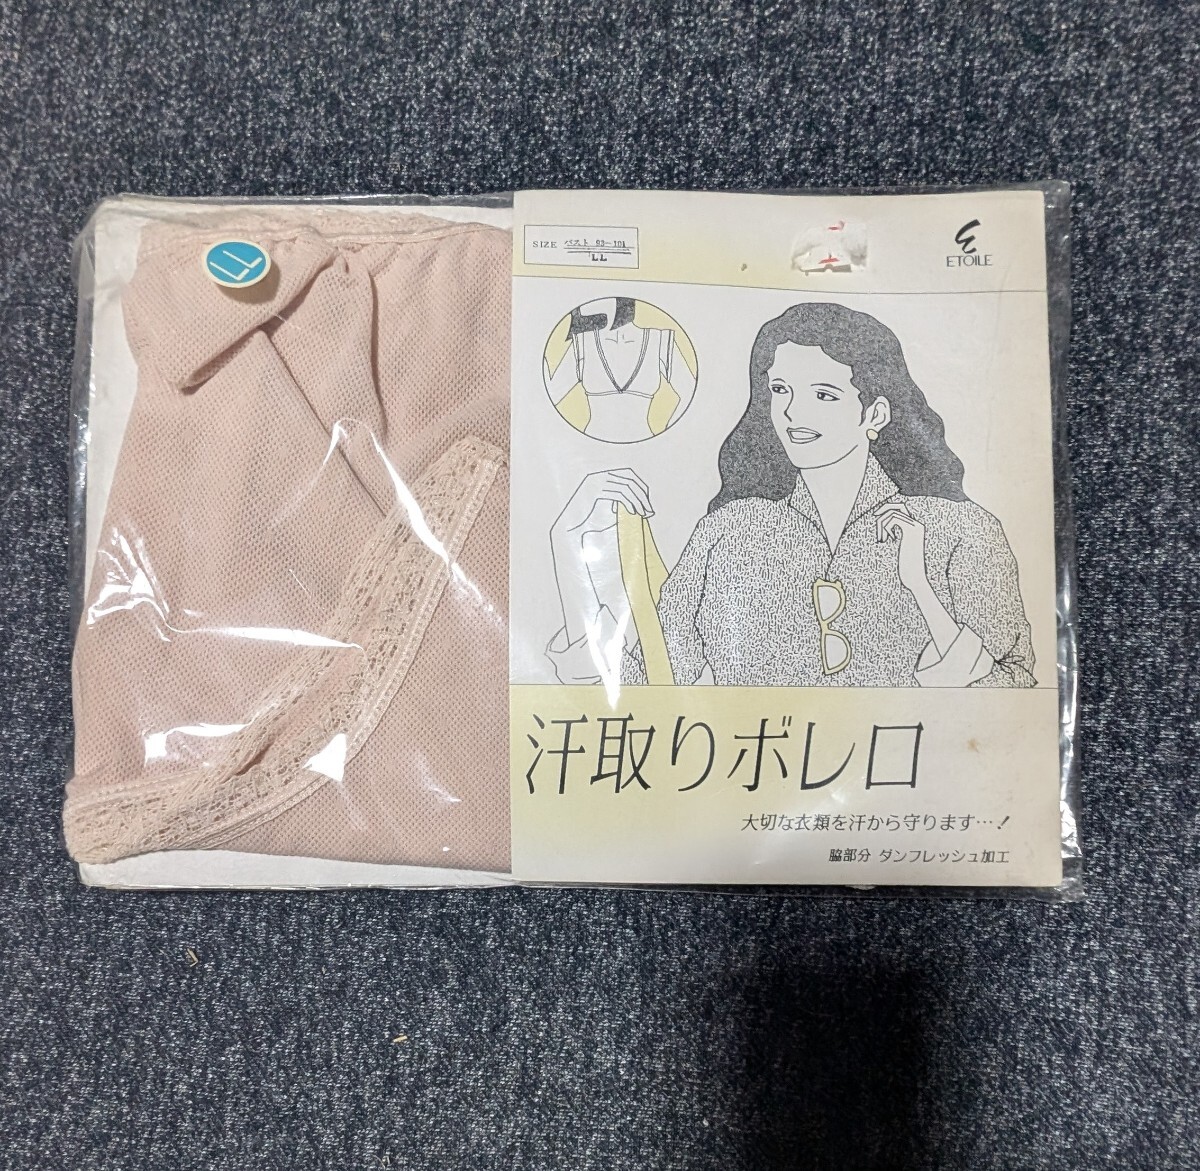 LL
SIZE バスト 93~101
LL
ETOILE
汗取りボレロ
大切な衣類を汗から守ります…!
脇部分 ダンフレッシュ加工